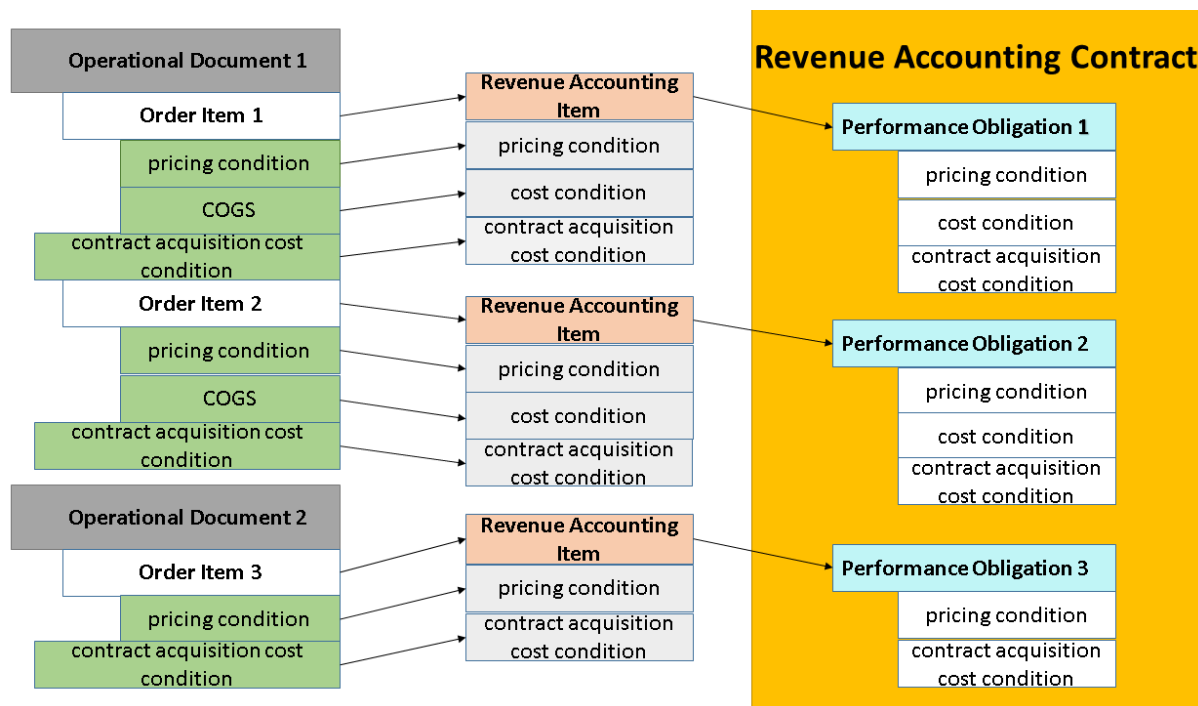 Operational Document 1
Order Item 1
pricing condition
COGS
contract acquisition cost
condition
Order Item 2
pricing condition
COGS
contract acquisition cost
condition
Operational Document 2
Order Item 3
pricing condition
contract acquisition cost
condition
Revenue Accounting
Item
pricing condition
cost condition
contract acquisition
cost condition
Revenue Accounting
Item
pricing condition
cost condition
contract acquisition
cost condition
Revenue Accounting
Item
pricing condition
contract acquisition
cost condition
Revenue Accounting Contract
Performance Obligation 1
pricing condition
cost condition
contract acquisition
cost condition
Performance Obligation 2
pricing condition
cost condition
contract acquisition
cost condition
Performance Obligation 3
pricing condition
contract acquisition
cost condition